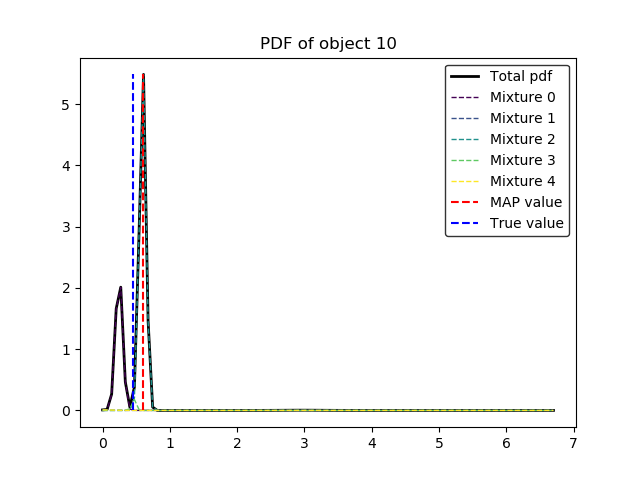 PDF of object 10
Total pdf
Mixture 0
Mixture 1
Mixture 2
Mixture 3
Mixture 4
MAP value
True value
5
4
3
2
1
0
0 1 2 3 4 5 6 7